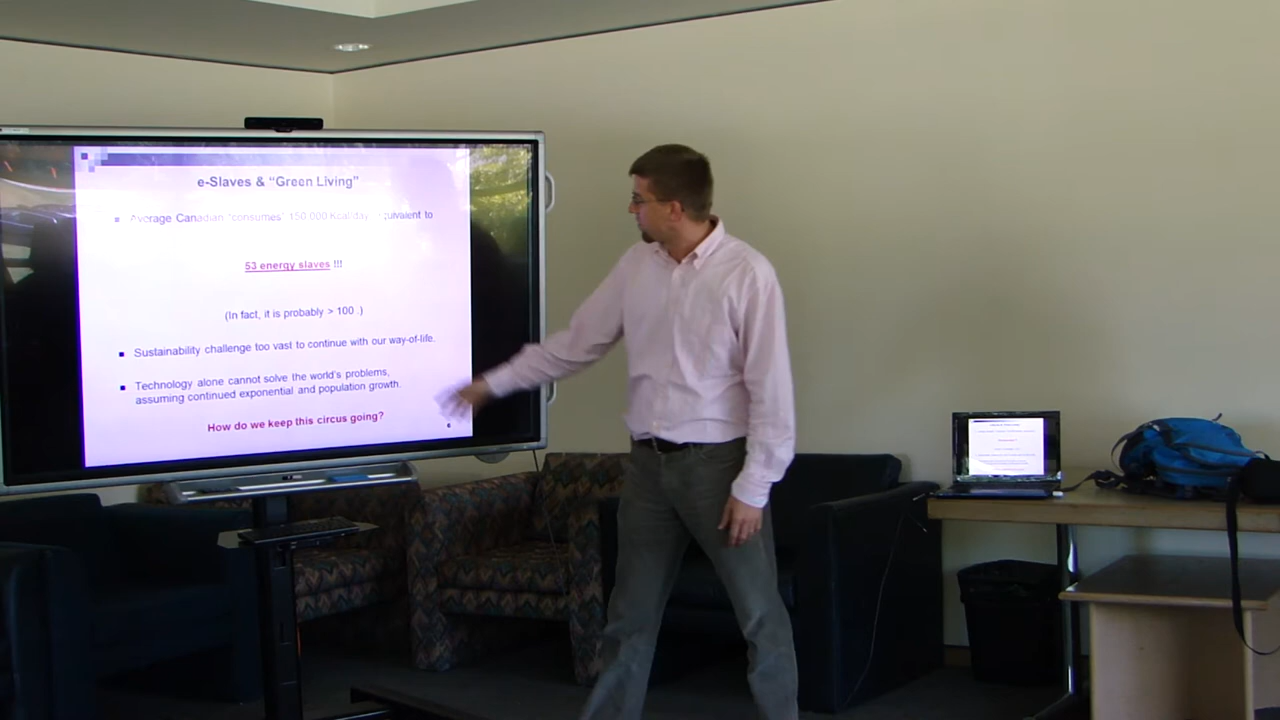 e-Slaves & "Green Living"
Average Canadian 'consumes' 150 000 Kcal/day to
53 energy slaves !!!
(In fact, it is probably > 100 .)
Sustainability challenge too vast to continue with our way-of-life.
Technology alone cannot solve the world's problems,
assuming continued exponential and population growth.
How do we keep this circus going?
6